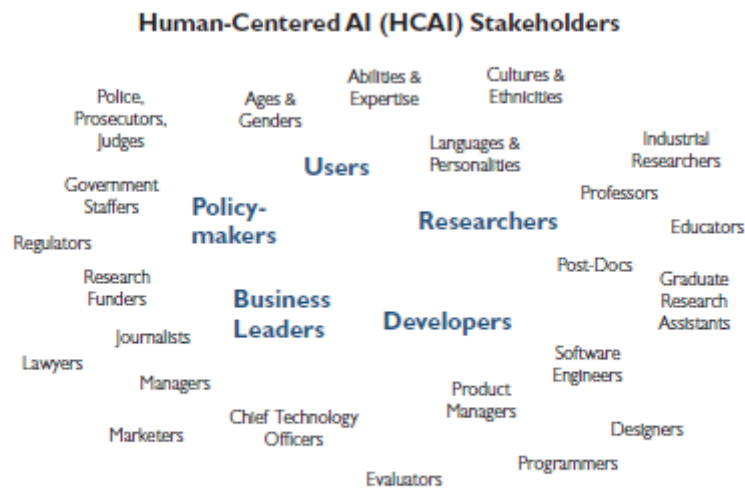 Human-Centered AI (HCAI) Stakeholders
Abilities &
Expertise
Cultures &
Ethnicities
Police,
Prosecutors,
Judges
Ages &
Genders
Languages &
Personalities
Industrial
Researchers
Users
Government
Staffers
Professors
Policy-
makers
Researchers
Educators
Regulators
Post-Docs
Research
Funders
Graduate
Research
Assistants
Business
Leaders
Developers
Journalists
Lawyers
Software
Engineers
Managers
Product
Managers
Chief Technology
Officers
Marketers
Designers
Programmers
Evaluators